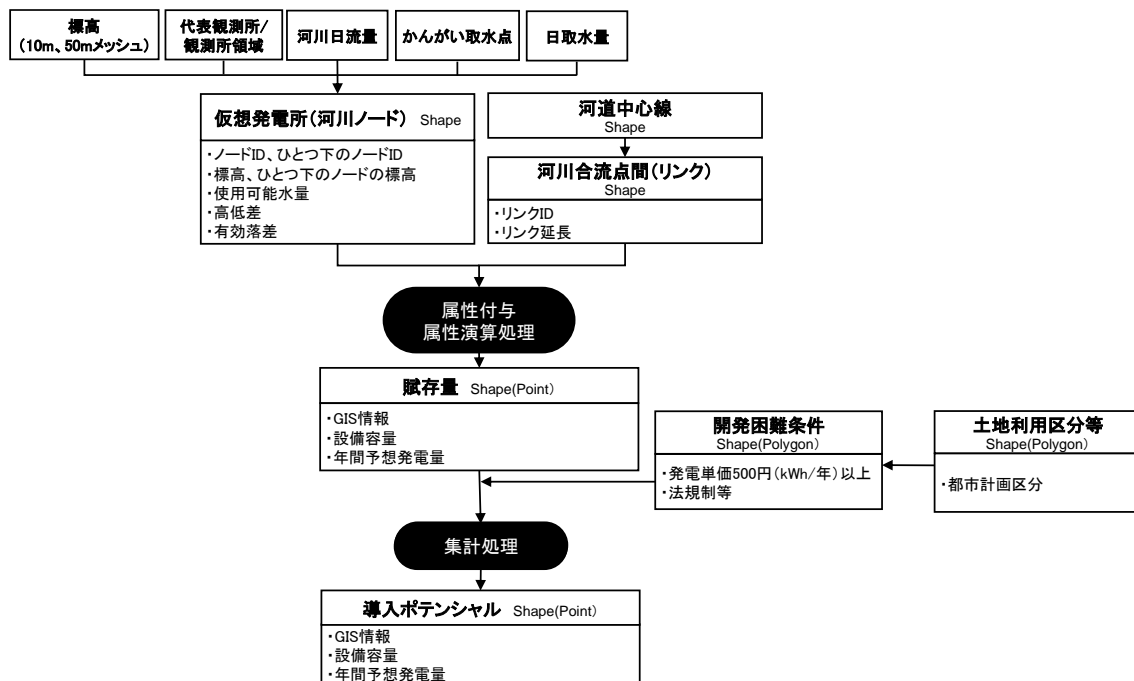 標高
（10m、50mメッシュ）
代表観測所/
観測所領域
河川日流量
かんがい取水点
日取水量
仮想発電所（河川ノード） Shape
・ノードID、ひとつ下のノードID
・標高、ひとつ下のノードの標高
・使用可能水量
・高低差
・有効落差
河道中心線
Shape
河川合流点間（リンク）
Shape
・リンクID
・リンク延長
属性付与
属性演算処理
賦存量 Shape(Point)
・GIS情報
・設備容量
・年間予想発電量
開発困難条件
Shape(Polygon）
・発電単価500円（kWh/年）以上
・法規制等
土地利用区分等
Shape(Polygon）
・都市計画区分
集計処理
導入ポテンシャル Shape(Point）
・GIS情報
・設備容量
・年間予想発電量